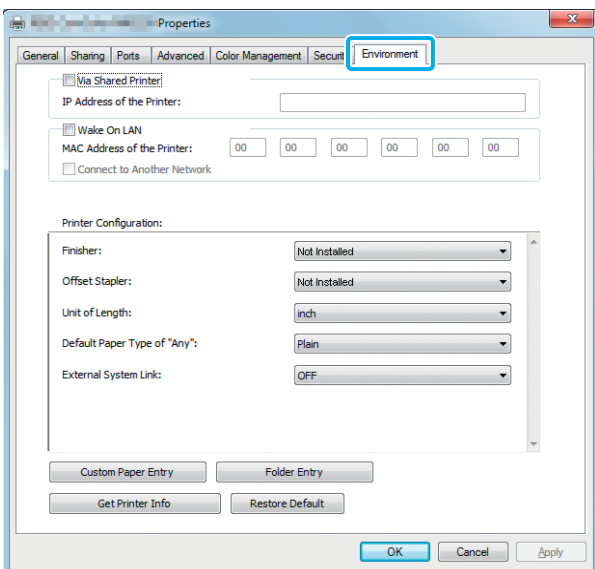 Properties
General Sharing Ports Advanced Color Management Securit Environment
Via Shared Printer
IP Address of the Printer:
Wake On LAN
MAC Address of the Printer: 00 00 00 00 00 00
Connect to Another Network
Printer Configuration:
Finisher: Not Installed
Offset Stapler: Not Installed
Unit of Length: inch
Default Paper Type of "Any": Plain
External System Link: OFF
Custom Paper Entry Folder Entry
Get Printer Info Restore Default
OK Cancel Apply